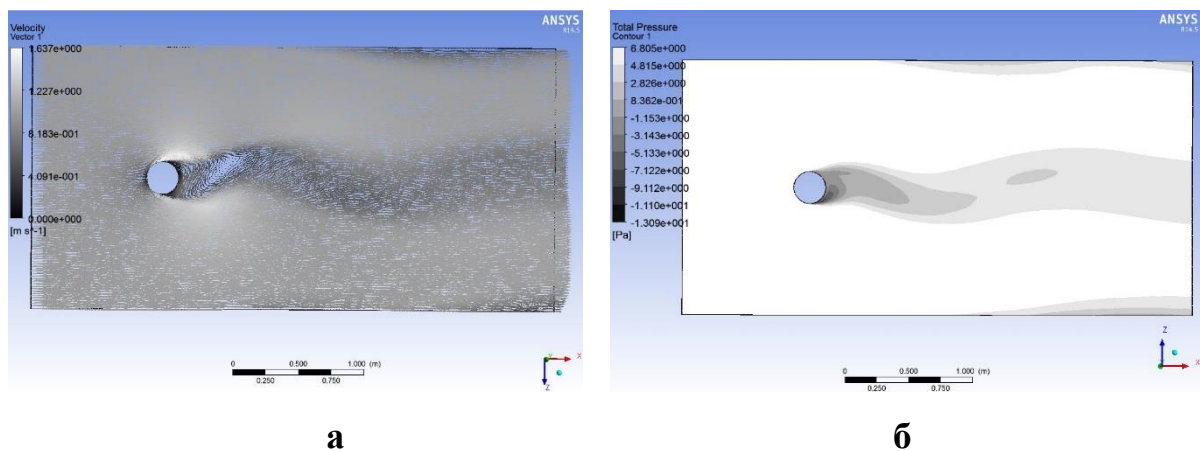 ANSYS
R14.5
Velocity
Vector 1
1.637e+000
1.227e+000
8.183e-001
4.091e-001
0.000e+000
[m s^-1]
0 0.500 1.000 (m)
0.250 0.750
X
Z
а
ANSYS
R14.5
Total Pressure
Contour 1
6.805e+000
4.815e+000
2.826e+000
8.362e-001
-1.153e+000
-3.143e+000
-5.133e+000
-7.122e+000
-9.112e+000
-1.110e+001
-1.309e+001
[Pa]
0 0.500 1.000 (m)
0.250 0.750
Z
X
б